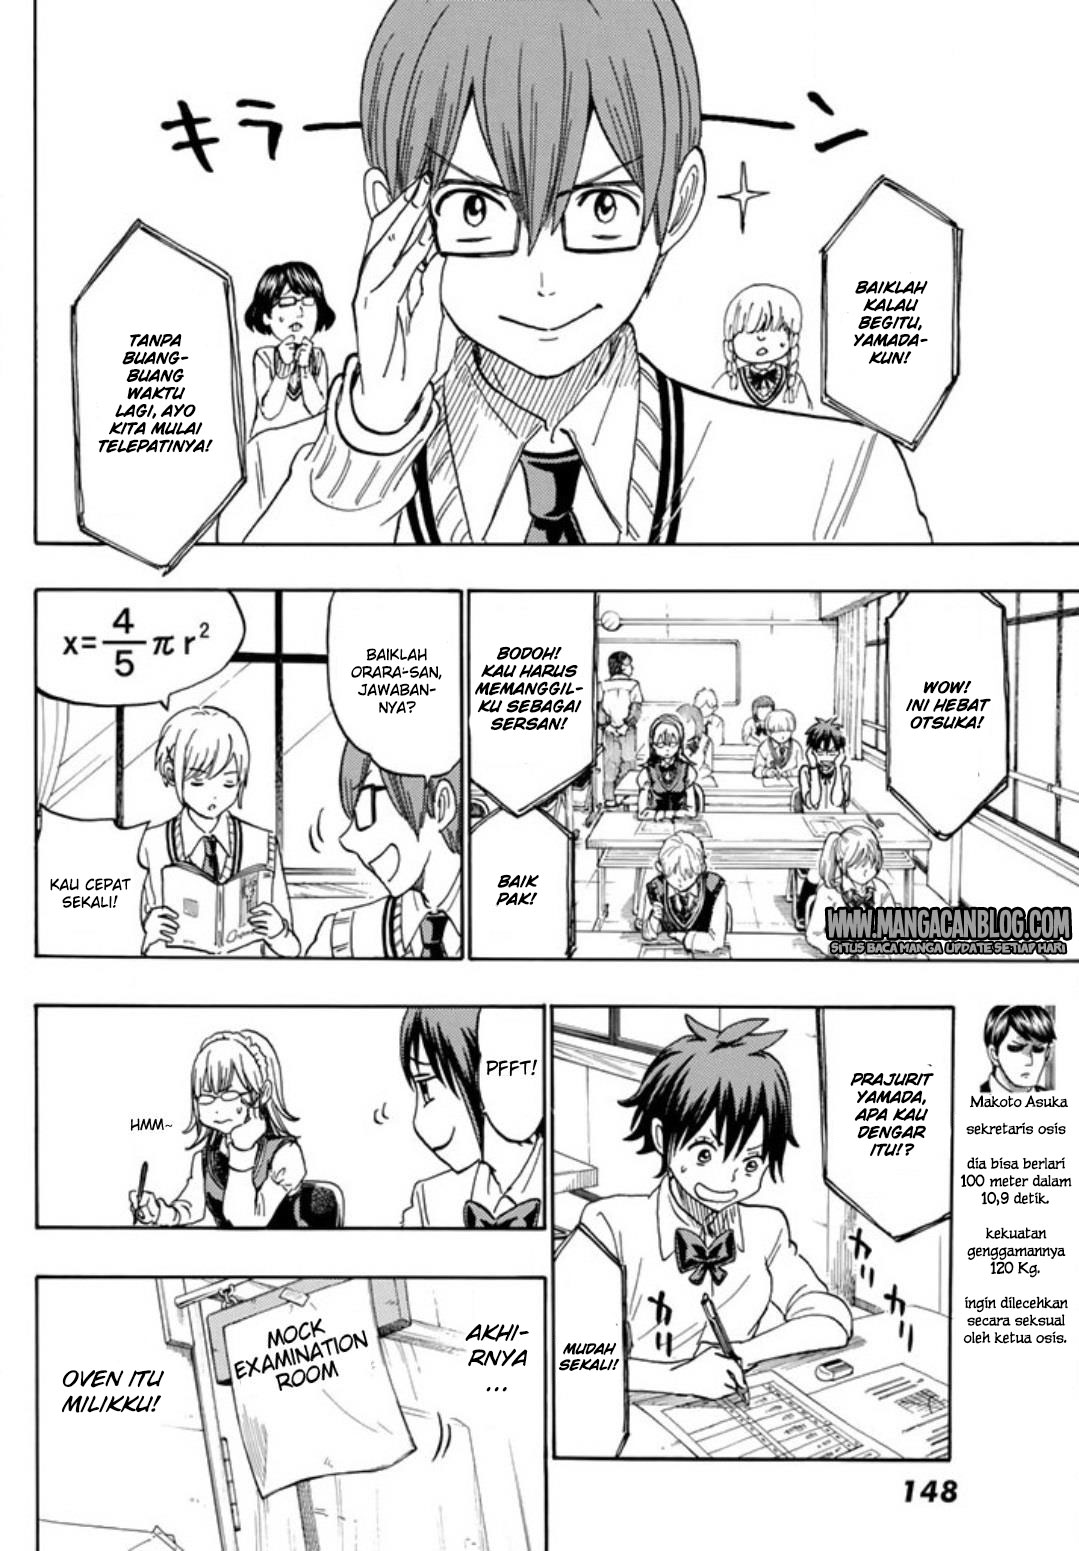 キラーン
BAIKLAH
KALAU
BEGITU,
YAMADA-
KUN!
TANPA
BUANG-
BUANG
WAKTU
LAGI, AYO
KITA MULAI
TELEPATINYA!
WOW!
INI HEBAT
OTSUKA!
BODOH!
KAU HARUS
MEMANGGIL-
KU SEBAGAI
SERSAN!
BAIK
PAK!
WWW.MANGACANBLOG.COM
SITUS BACA MANGA UPDATE SETIAP HARI
BAIKLAH
ORARA-SAN,
JAWABAN-
NYA?
x=4/5 π r²
KAU CEPAT
SEKALI!
PRAJURIT
YAMADA,
APA KAU
DENGAR
ITU!?
カリ
カリ
MUDAH
SEKALI!
PFFT!
HMM~
Makoto Asuka
sekretaris osis
dia bisa berlari
100 meter dalam
10,9 detik.
kekuatan
genggamannya
120 Kg.
ingin dilecehkan
secara seksual
oleh ketua osis.
AKHI-
RNYA
...
MOCK
EXAMINATION
ROOM
OVEN ITU
MILIKKU!
148